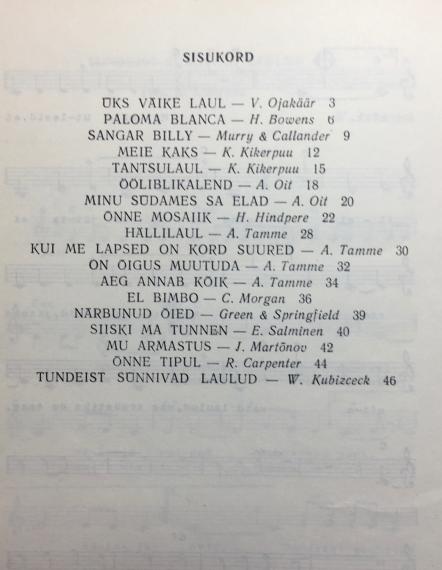 SISUKORD
ÜKS VÄIKE LAUL — V. Ojakäär 3
PALOMA BLANCA — H. Bowens 6
SANGAR BILLY — Murry & Callander 9
MEIE KAKS — K. Kikerpuu 12
TANTSULAUL — K. Kikerpuu 15
ÖÖLIBLIKALEND — A. Oit 18
MINU SÜDAMES SA ELAD — A. Oit 20
ÕNNE MOSAIIK — H. Hindpere 22
HÄLLILAUL — A. Tamme 28
KUI ME LAPSED ON KORD SUURED — A. Tamme 30
ON ÕIGUS MUUTUDA — A. Tamme 32
AEG ANNAB KÕIK — A. Tamme 34
EL BIMBO — C. Morgan 36
NÄRBUNUD ÕIED — Green & Springfield 39
SIISKI MA TUNNEN — E. Salminen 40
MU ARMASTUS — J. Martõnov 42
ÕNNE TIPUL — R. Carpenter 44
TUNDEIST SÜNNIVAD LAULUD — W. Kubizceck 46